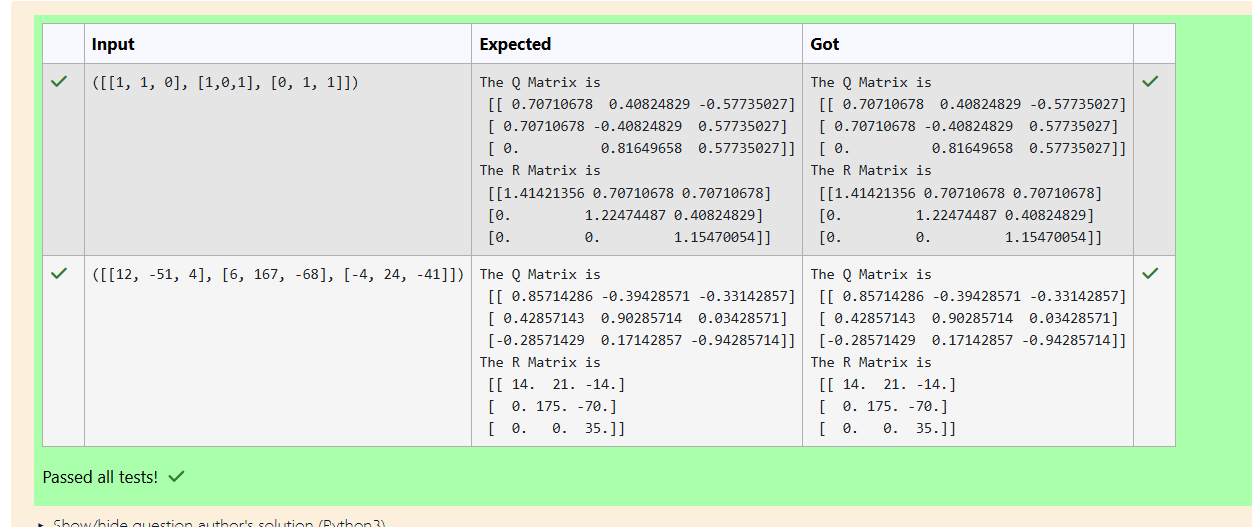 Input Expected Got
([[1, 1, 0], [1,0,1], [0, 1, 1]])
The Q Matrix is
[[ 0.70710678  0.40824829 -0.57735027]
[ 0.70710678 -0.40824829  0.57735027]
[ 0.          0.81649658  0.57735027]]
The R Matrix is
[[1.41421356 0.70710678 0.70710678]
[0.         1.22474487 0.40824829]
[0.         0.         1.15470054]]
The Q Matrix is
[[ 0.70710678  0.40824829 -0.57735027]
[ 0.70710678 -0.40824829  0.57735027]
[ 0.          0.81649658  0.57735027]]
The R Matrix is
[[1.41421356 0.70710678 0.70710678]
[0.         1.22474487 0.40824829]
[0.         0.         1.15470054]]
([[12, -51, 4], [6, 167, -68], [-4, 24, -41]])
The Q Matrix is
[[ 0.85714286 -0.39428571 -0.33142857]
[ 0.42857143  0.90285714  0.03428571]
[-0.28571429  0.17142857 -0.94285714]]
The R Matrix is
[[ 14.  21. -14.]
[  0. 175. -70.]
[  0.   0.  35.]]
The Q Matrix is
[[ 0.85714286 -0.39428571 -0.33142857]
[ 0.42857143  0.90285714  0.03428571]
[-0.28571429  0.17142857 -0.94285714]]
The R Matrix is
[[ 14.  21. -14.]
[  0. 175. -70.]
[  0.   0.  35.]]
Passed all tests!
Show/hide question author's solution (Python3)